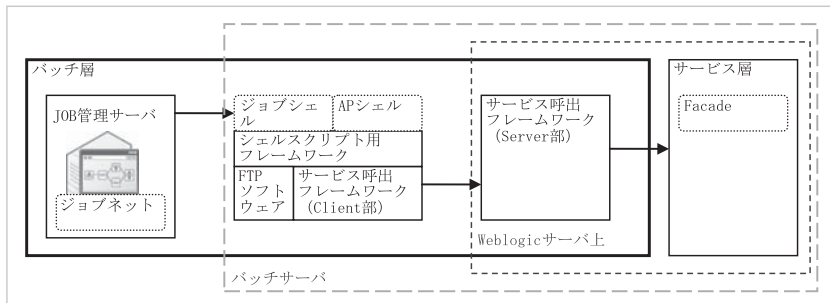 バッチ層
JOB管理サーバ
ジョブネット
ジョブシェ
ル
APシェル
シェルスクリプト用
フレームワーク
FTP
ソフト
ウェア
サービス呼出
フレームワーク
(Client部)
サービス呼出
フレームワーク
(Server部)
Weblogicサーバ上
バッチサーバ
サービス層
Facade